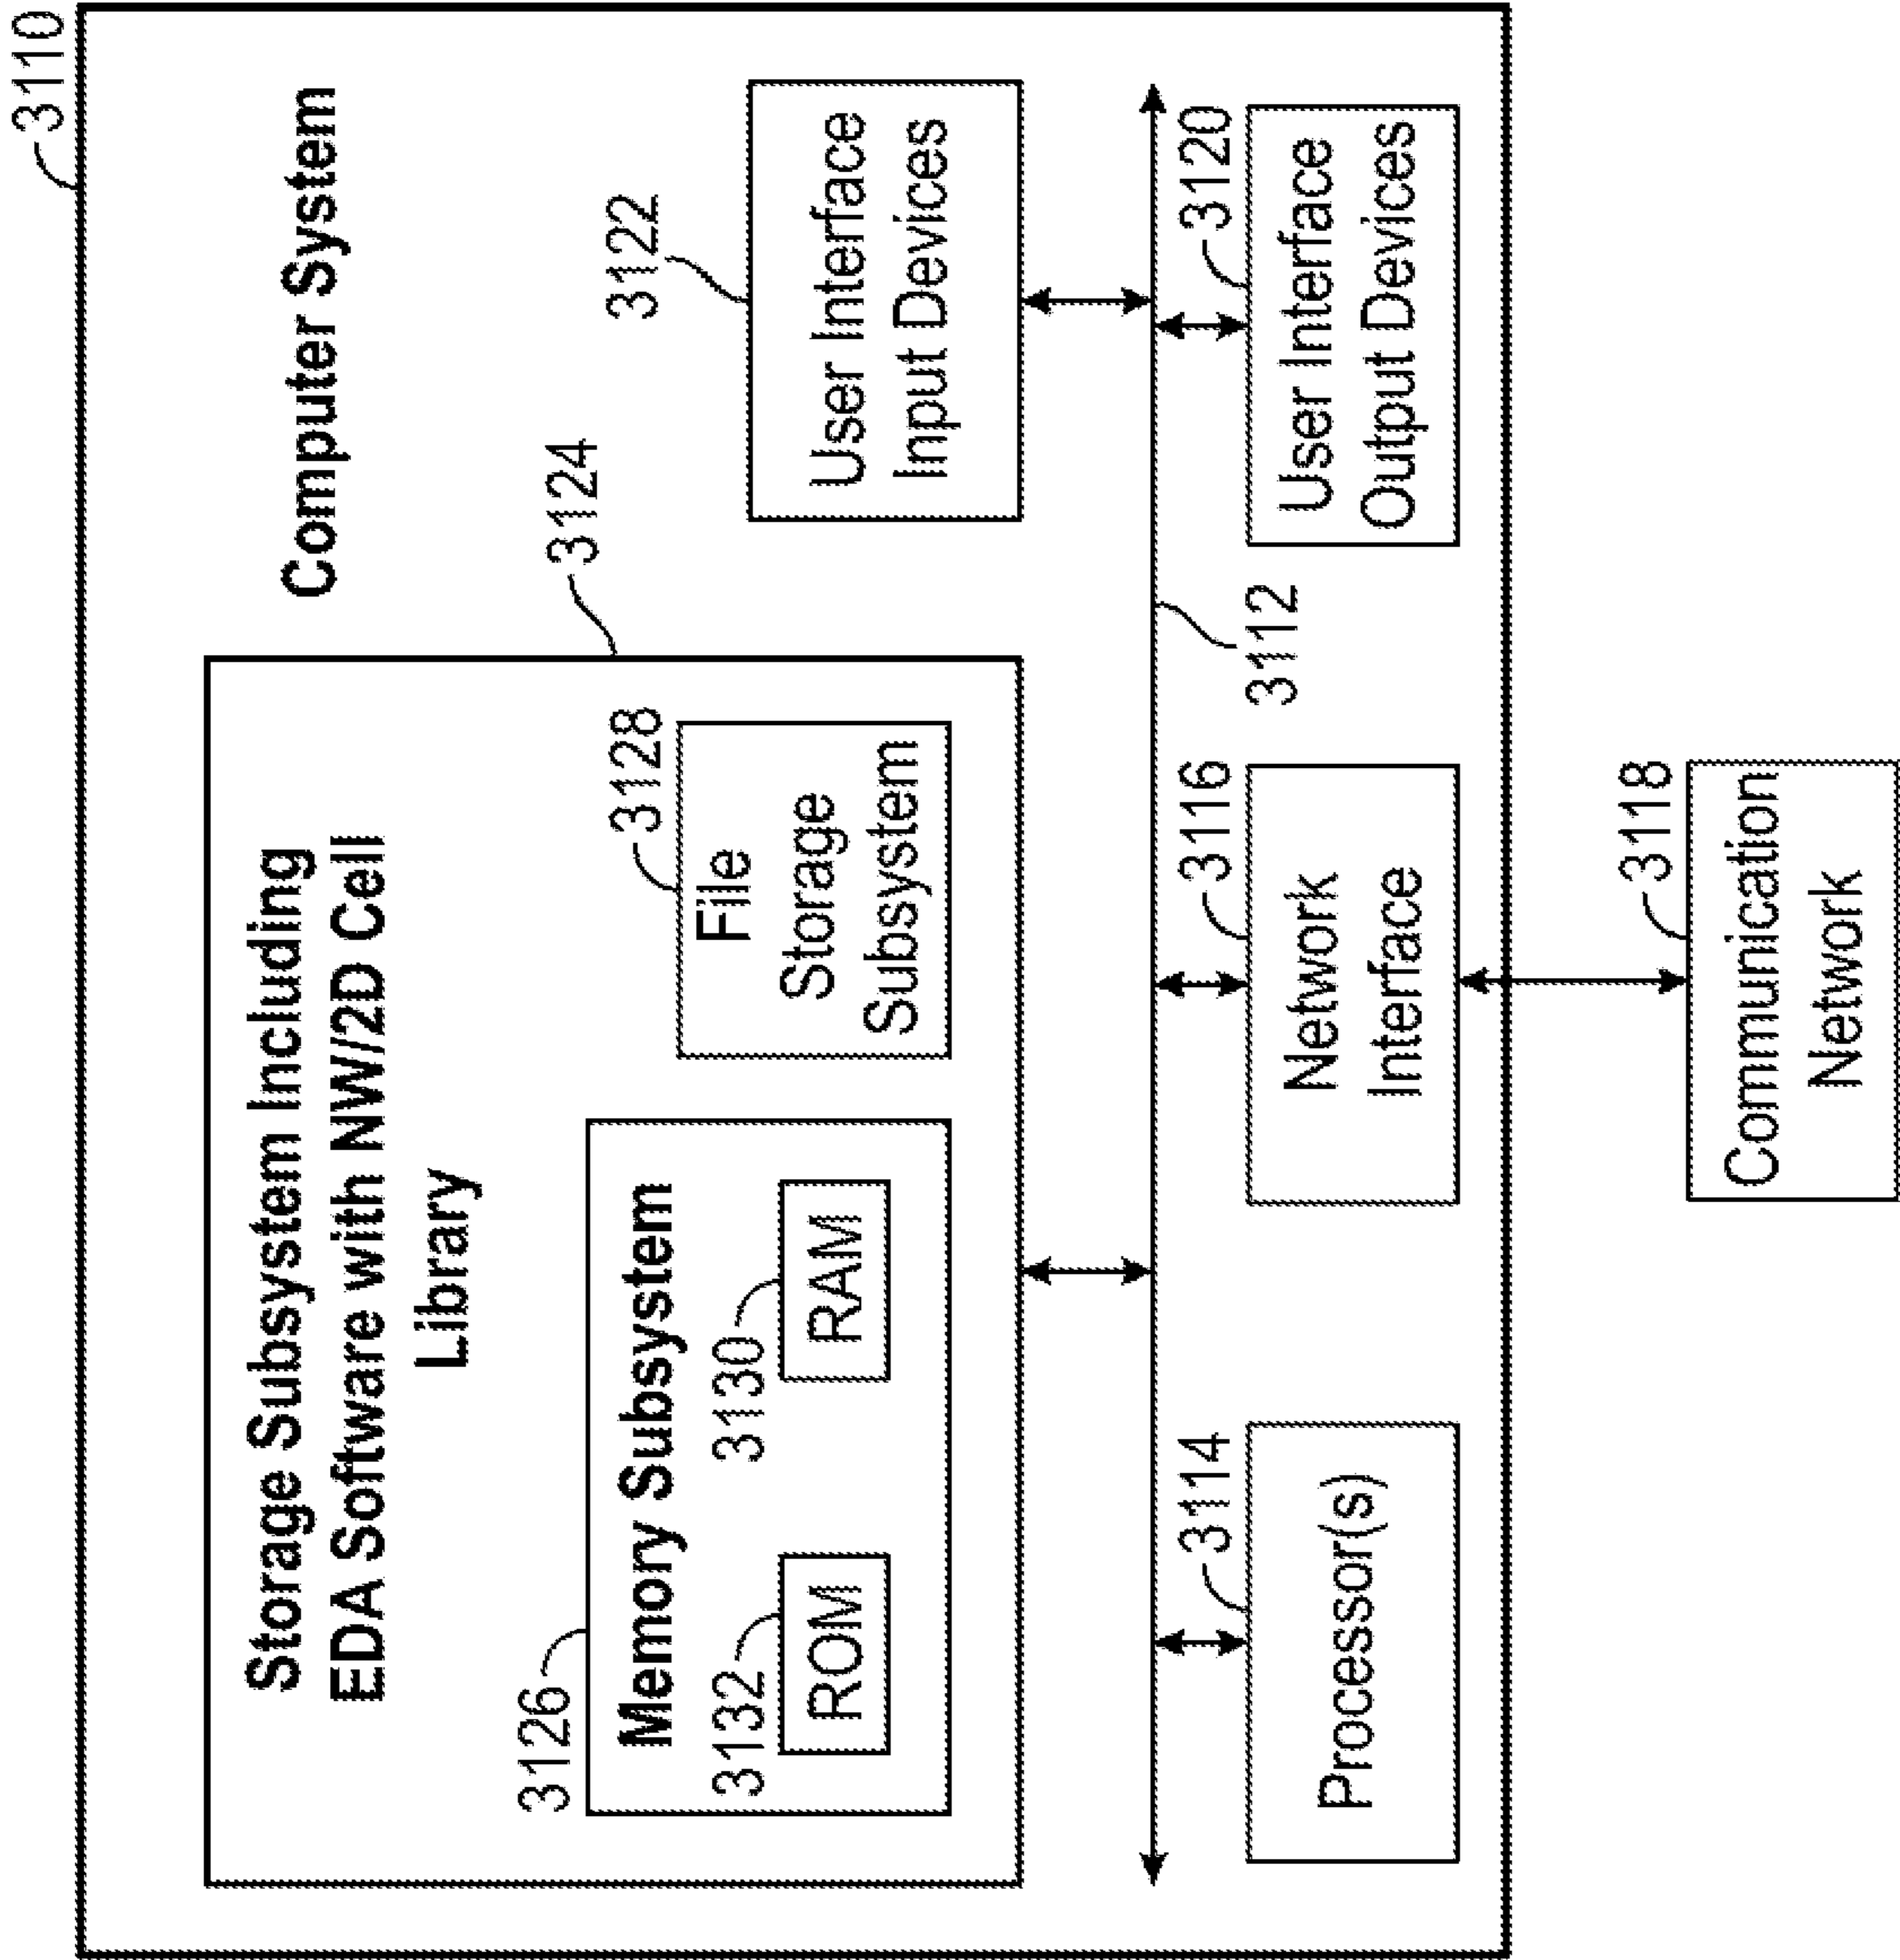 3110
Computer System
3124
Storage Subsystem Including
EDA Software with NW/2D Cell
Library
3126
Memory Subsystem
3132
ROM
3130
RAM
3128
File
Storage
Subsystem
3122
User Interface
Input Devices
3112
3114
Processor(s)
3116
Network
Interface
3120
User Interface
Output Devices
3118
Communication
Network